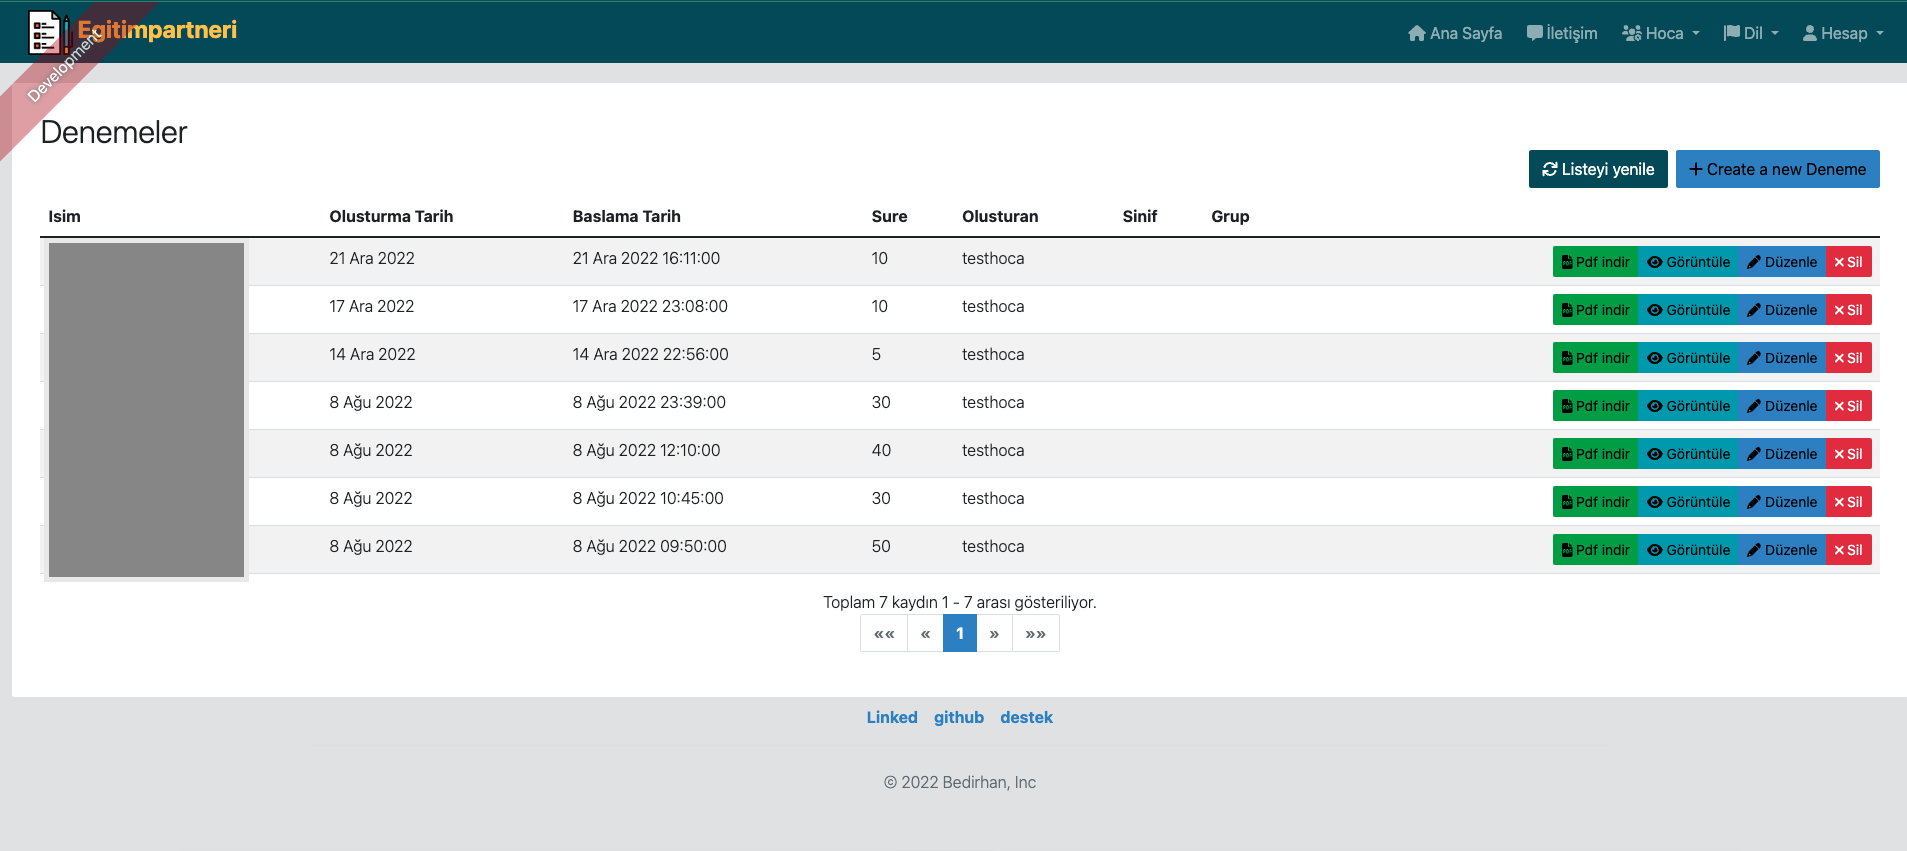 Egitimpartneri
Ana Sayfa İletişim Hoca Dil Hesap
Development
Denemeler
Listeyi yenile Create a new Deneme
Isim Olusturma Tarih Baslama Tarih Sure Olusturan Sinif Grup
21 Ara 2022 21 Ara 2022 16:11:00 10 testhoca Pdf indir Görüntüle Düzenle Sil
17 Ara 2022 17 Ara 2022 23:08:00 10 testhoca Pdf indir Görüntüle Düzenle Sil
14 Ara 2022 14 Ara 2022 22:56:00 5 testhoca Pdf indir Görüntüle Düzenle Sil
8 Ağu 2022 8 Ağu 2022 23:39:00 30 testhoca Pdf indir Görüntüle Düzenle Sil
8 Ağu 2022 8 Ağu 2022 12:10:00 40 testhoca Pdf indir Görüntüle Düzenle Sil
8 Ağu 2022 8 Ağu 2022 10:45:00 30 testhoca Pdf indir Görüntüle Düzenle Sil
8 Ağu 2022 8 Ağu 2022 09:50:00 50 testhoca Pdf indir Görüntüle Düzenle Sil
Toplam 7 kaydın 1 - 7 arası gösteriliyor.
«« « 1 » »»
Linked github destek
© 2022 Bedirhan, Inc